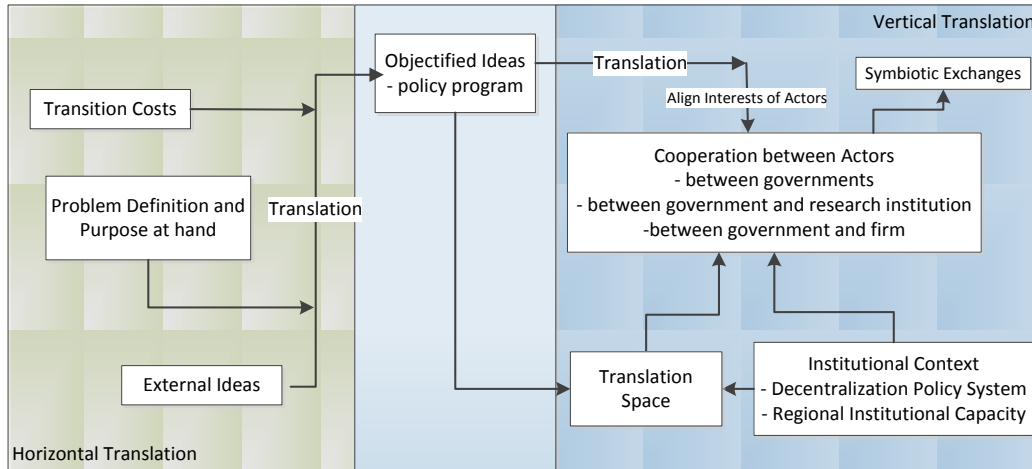 Vertical Translation
Objectified Ideas
- policy program
Translation
Symbiotic Exchanges
Transition Costs
Align Interests of Actors
Cooperation between Actors
- between governments
- between government and research institution
-between government and firm
Problem Definition and
Purpose at hand
Translation
External Ideas
Translation
Space
Institutional Context
- Decentralization Policy System
- Regional Institutional Capacity
Horizontal Translation